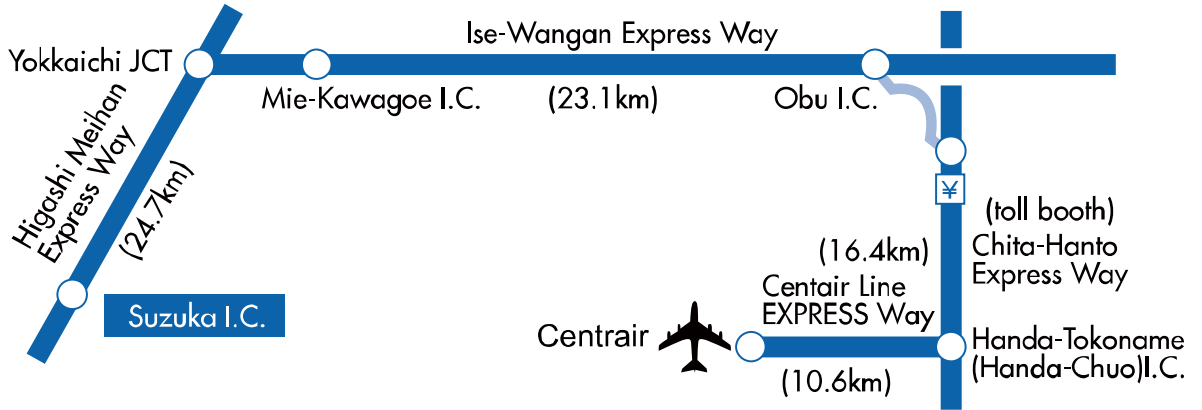 Ise-Wangan Express Way
Yokkaichi JCT
Mie-Kawagoe I.C.
(23.1km)
Obu I.C.
Higashi Meihan
Express Way
(24.7km)
Suzuka I.C.
¥
(toll booth)
Chita-Hanto
Express Way
(16.4km)
Centair Line
EXPRESS Way
Centrair
(10.6km)
Handa-Tokoname
(Handa-Chuo)I.C.